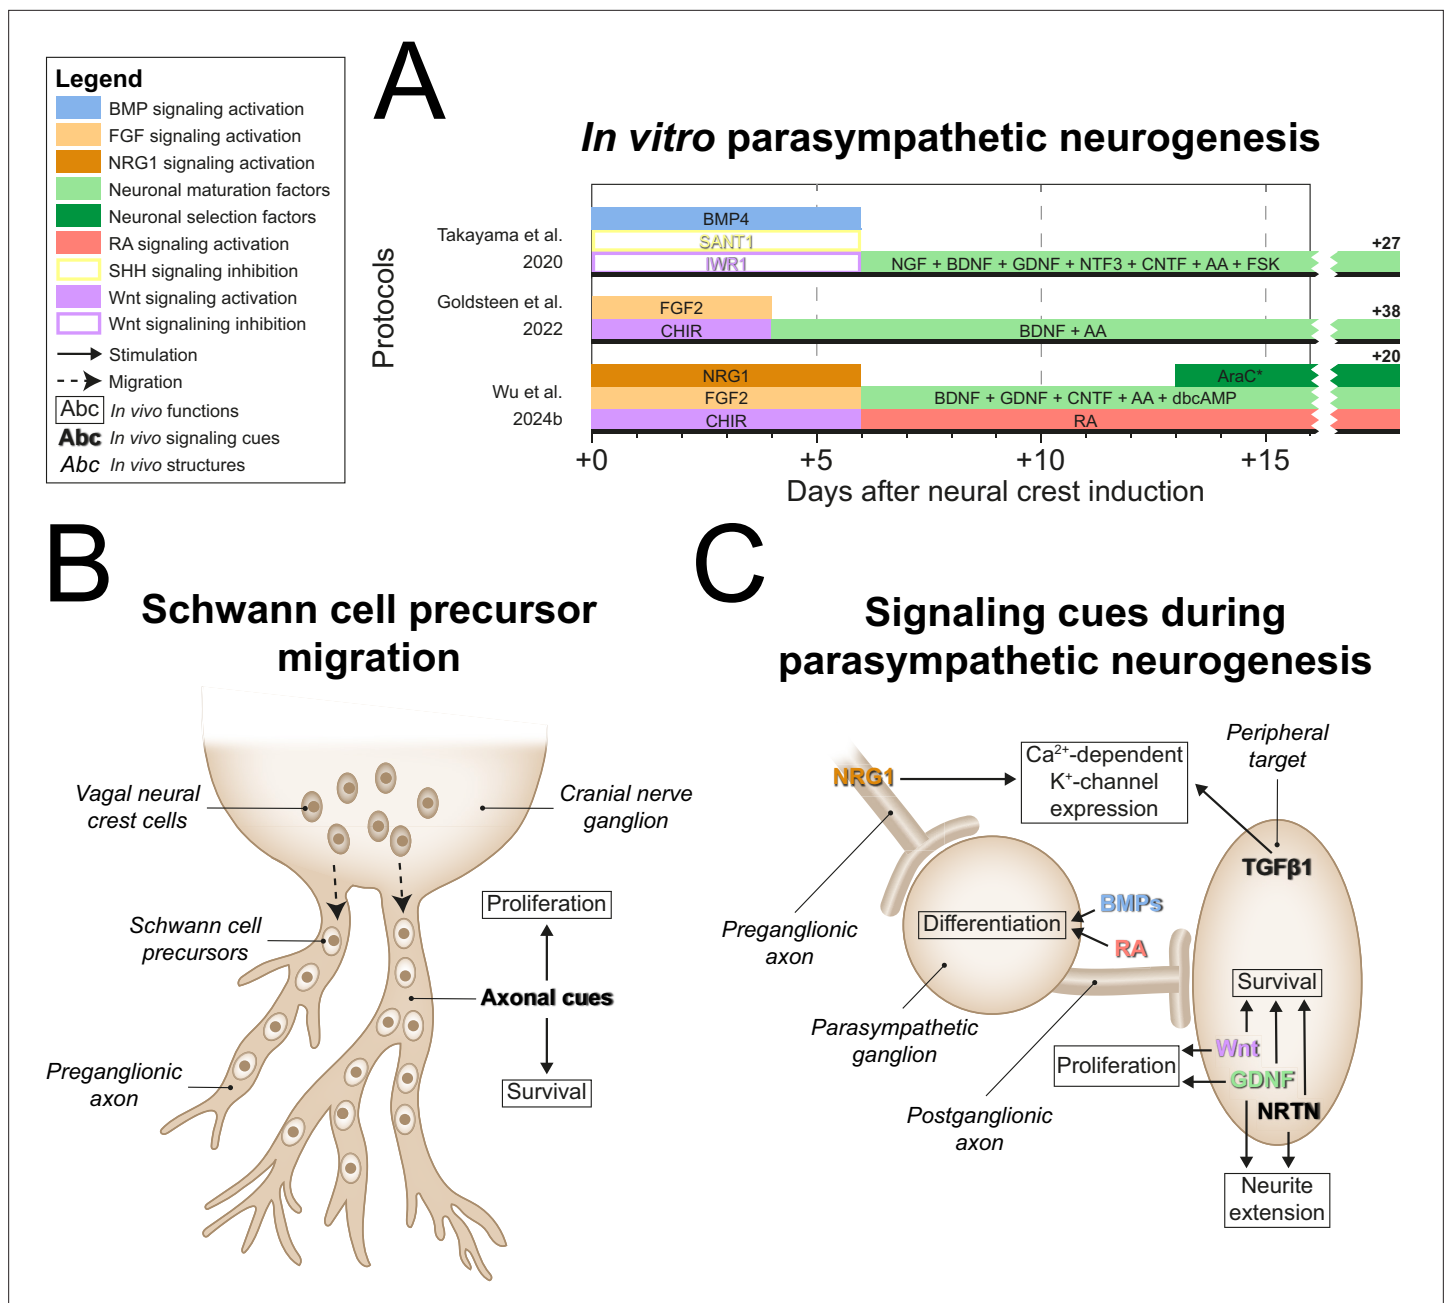 Legend
BMP signaling activation
FGF signaling activation
NRG1 signaling activation
Neuronal maturation factors
Neuronal selection factors
RA signaling activation
SHH signaling inhibition
Wnt signaling activation
Wnt signalining inhibition
Stimulation
Migration
Abc In vivo functions
Abc In vivo signaling cues
Abc In vivo structures
A
In vitro parasympathetic neurogenesis
Protocols
Takayama et al.
2020
BMP4
SANT1
IWR1
NGF + BDNF + GDNF + NTF3 + CNTF + AA + FSK
+27
Goldsteen et al.
2022
FGF2
CHIR
BDNF + AA
+38
Wu et al.
2024b
NRG1
FGF2
CHIR
AraC*
BDNF + GDNF + CNTF + AA + dbcAMP
RA
+20
+0 +5 +10 +15
Days after neural crest induction
B
Schwann cell precursor
migration
Vagal neural
crest cells
Cranial nerve
ganglion
Schwann cell
precursors
Proliferation
Axonal cues
Survival
Preganglionic
axon
C
Signaling cues during
parasympathetic neurogenesis
NRG1
Ca²⁺-dependent
K⁺-channel
expression
Peripheral
target
TGFβ1
Differentiation
BMPs
RA
Preganglionic
axon
Parasympathetic
ganglion
Postganglionic
axon
Survival
Proliferation
Wnt
GDNF
NRTN
Neurite
extension